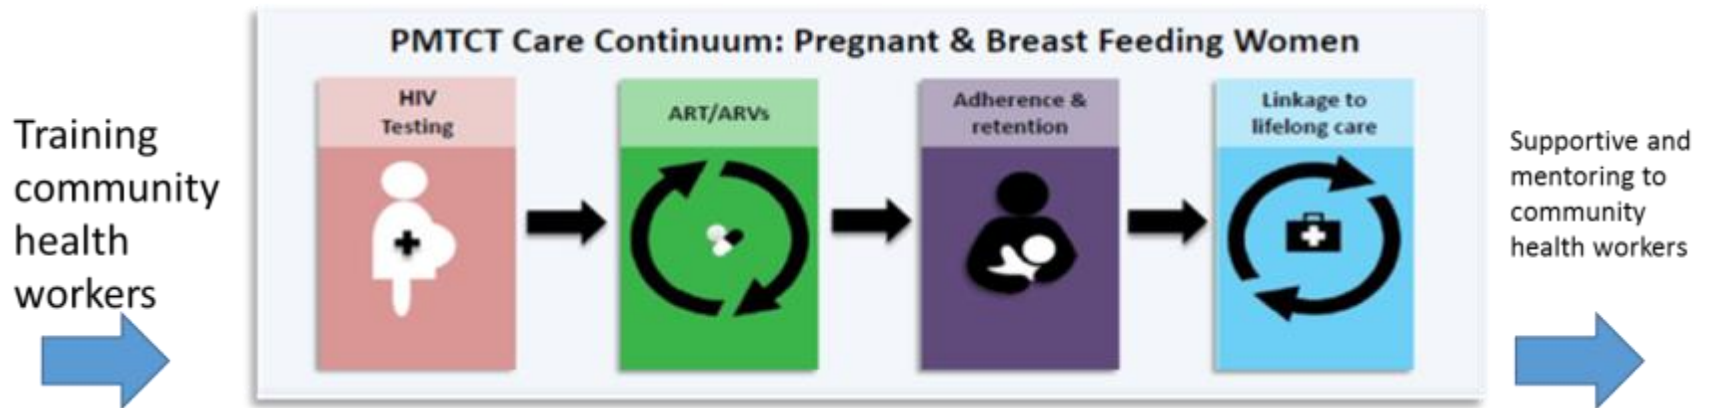 PMTCT Care Continuum: Pregnant & Breast Feeding Women
Training
community
health
workers
HIV
Testing
ART/ARVs
Adherence &
retention
Linkage to
lifelong care
Supportive and
mentoring to
community
health workers